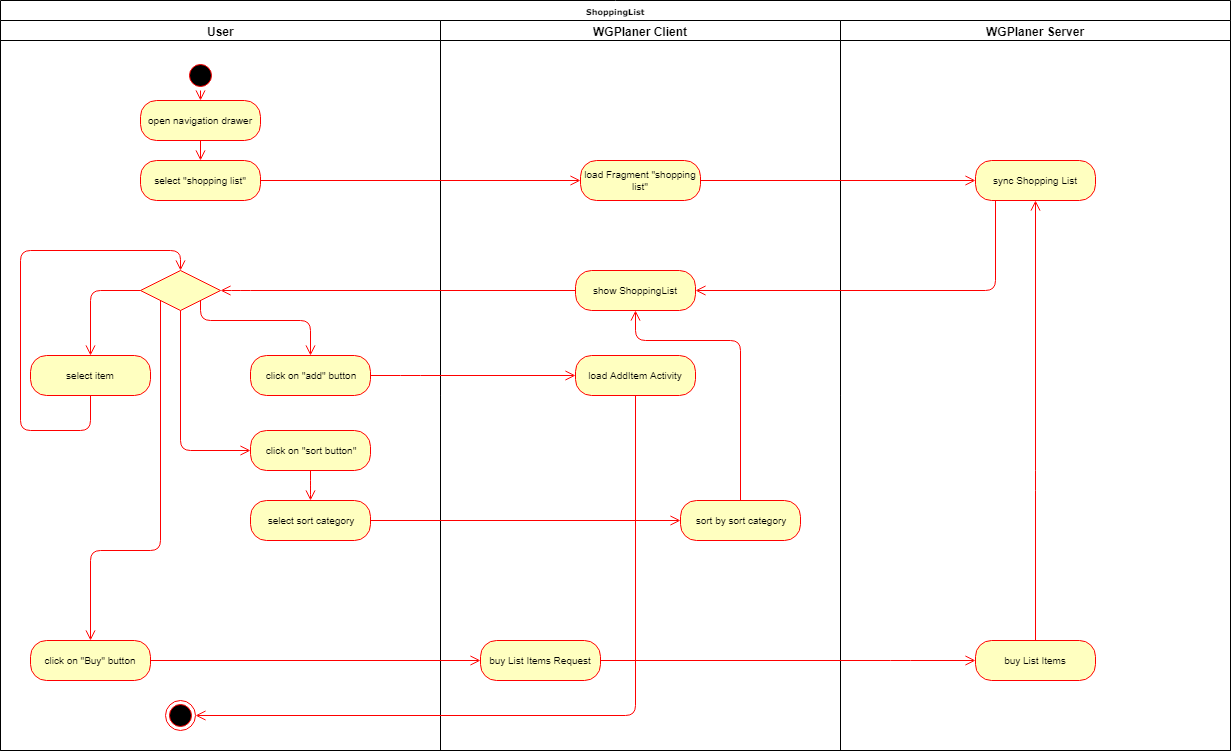 ShoppingList
User
WGPlaner Client
WGPlaner Server
open navigation drawer
select "shopping list"
load Fragment "shopping
list"
sync Shopping List
show ShoppingList
select item
click on "add" button
load AddItem Activity
click on "sort button"
select sort category
sort by sort category
click on "Buy" button
buy List Items Request
buy List Items